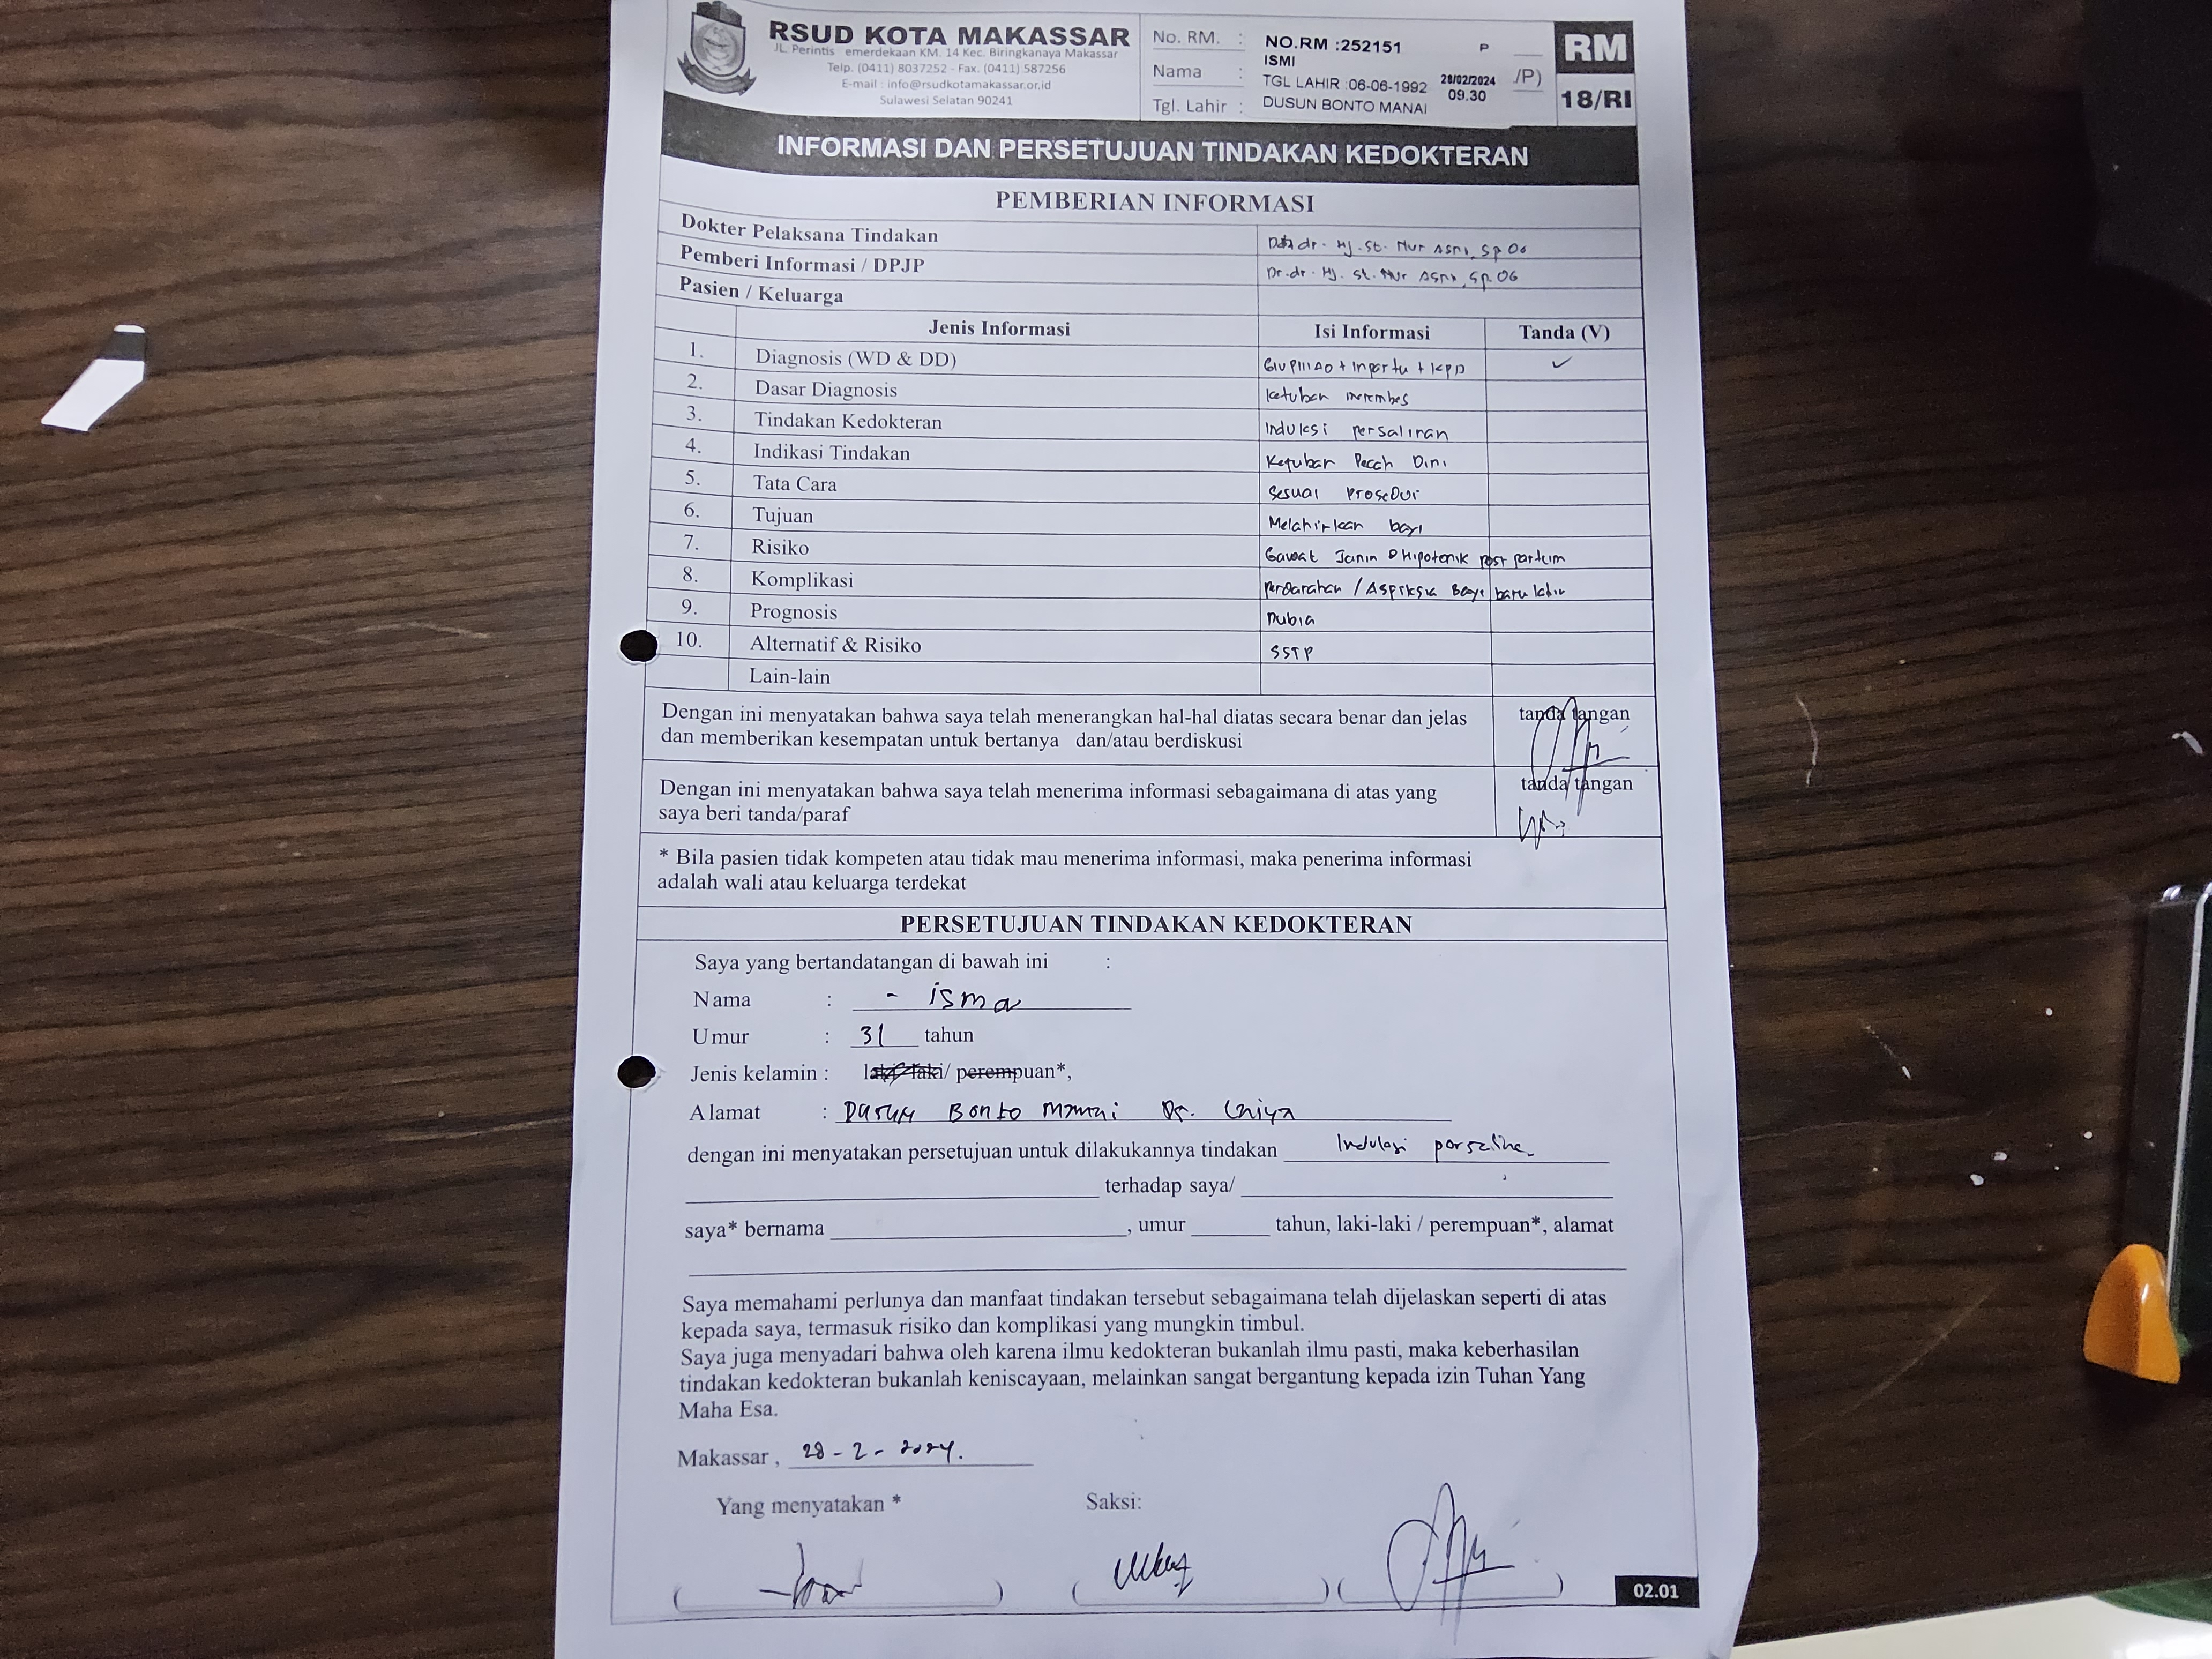 RSUD KOTA MAKASSAR
JL. Perintis emerdekaan KM. 14 Kec. Biringkanaya Makassar
Telp. (0411) 8037252 - Fax. (0411) 587256
E-mail : info@rsudkotamakassar.or.id
Sulawesi Selatan 90241
No. RM. : NO.RM :252151 P
Nama : ISMI
TGL LAHIR :06-06-1992 28/02/2024 09.30 /P)
Tgl. Lahir : DUSUN BONTO MANAI
RM
18/RI
INFORMASI DAN PERSETUJUAN TINDAKAN KEDOKTERAN
PEMBERIAN INFORMASI
Dokter Pelaksana Tindakan dr. Hj. St. Nur Asni, Sp OG
Pemberi Informasi / DPJP Dr. dr. Hj. St. Nur Asni, Sp. OG
Pasien / Keluarga
Jenis Informasi Isi Informasi Tanda (V)
1. Diagnosis (WD & DD) GIVPIIIA0 + Inpartu + KPD ✓
2. Dasar Diagnosis Ketuban merembes
3. Tindakan Kedokteran Induksi persalinan
4. Indikasi Tindakan Ketuban Pecah Dini
5. Tata Cara Sesuai Prosedur
6. Tujuan Melahirkan bayi
7. Risiko Gawat Janin Hipotonik post partum
8. Komplikasi Perdarahan / Aspiksia Bayi baru lahir
9. Prognosis Dubia
10. Alternatif & Risiko SSTP
Lain-lain
Dengan ini menyatakan bahwa saya telah menerangkan hal-hal diatas secara benar dan jelas tanda tangan
dan memberikan kesempatan untuk bertanya dan/atau berdiskusi
Dengan ini menyatakan bahwa saya telah menerima informasi sebagaimana di atas yang tanda tangan
saya beri tanda/paraf
* Bila pasien tidak kompeten atau tidak mau menerima informasi, maka penerima informasi
adalah wali atau keluarga terdekat
PERSETUJUAN TINDAKAN KEDOKTERAN
Saya yang bertandatangan di bawah ini :
Nama : - isma
Umur : 31 tahun
Jenis kelamin : laki-laki/ perempuan*,
Alamat : Dusun Bonto Manai
dengan ini menyatakan persetujuan untuk dilakukannya tindakan Induksi
terhadap saya/
saya* bernama , umur tahun, laki-laki / perempuan*, alamat
Saya memahami perlunya dan manfaat tindakan tersebut sebagaimana telah dijelaskan seperti di atas
kepada saya, termasuk risiko dan komplikasi yang mungkin timbul.
Saya juga menyadari bahwa oleh karena ilmu kedokteran bukanlah ilmu pasti, maka keberhasilan
tindakan kedokteran bukanlah keniscayaan, melainkan sangat bergantung kepada izin Tuhan Yang
Maha Esa.
Makassar , 28 - 2 - 2024.
Yang menyatakan * Saksi:
( ) ( ) ( )
02.01